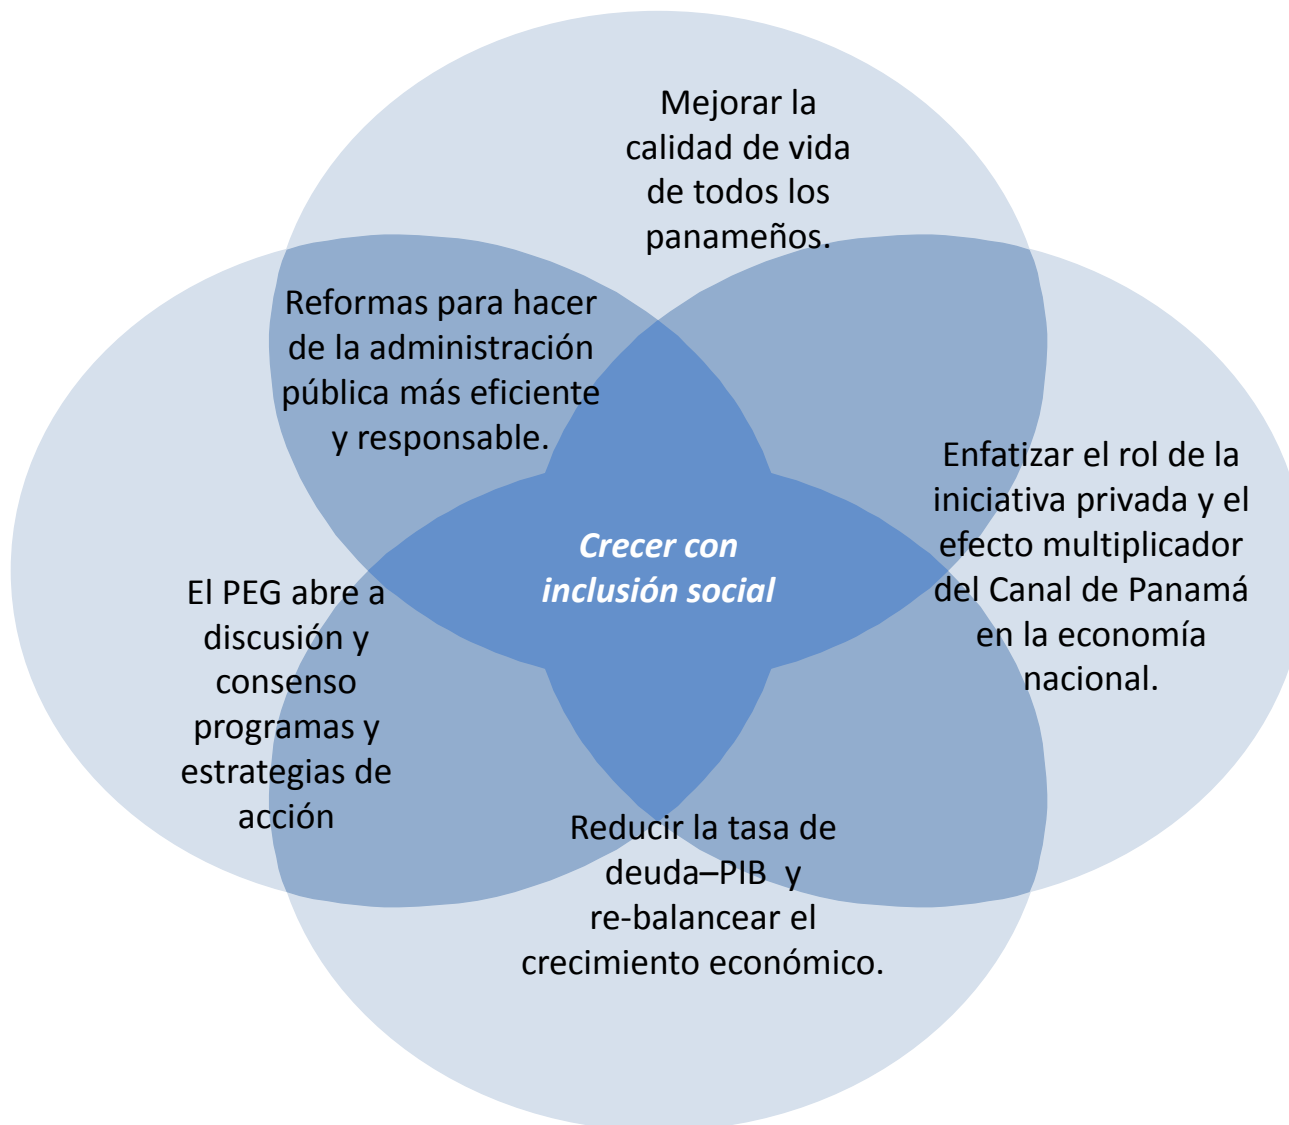 Mejorar la
calidad de vida
de todos los
panameños.
Reformas para hacer
de la administración
pública más eficiente
y responsable.
Enfatizar el rol de la
iniciativa privada y el
efecto multiplicador
del Canal de Panamá
en la economía
nacional.
Crecer con
inclusión social
El PEG abre a
discusión y
consenso
programas y
estrategias de
acción
Reducir la tasa de
deuda–PIB y
re-balancear el
crecimiento económico.